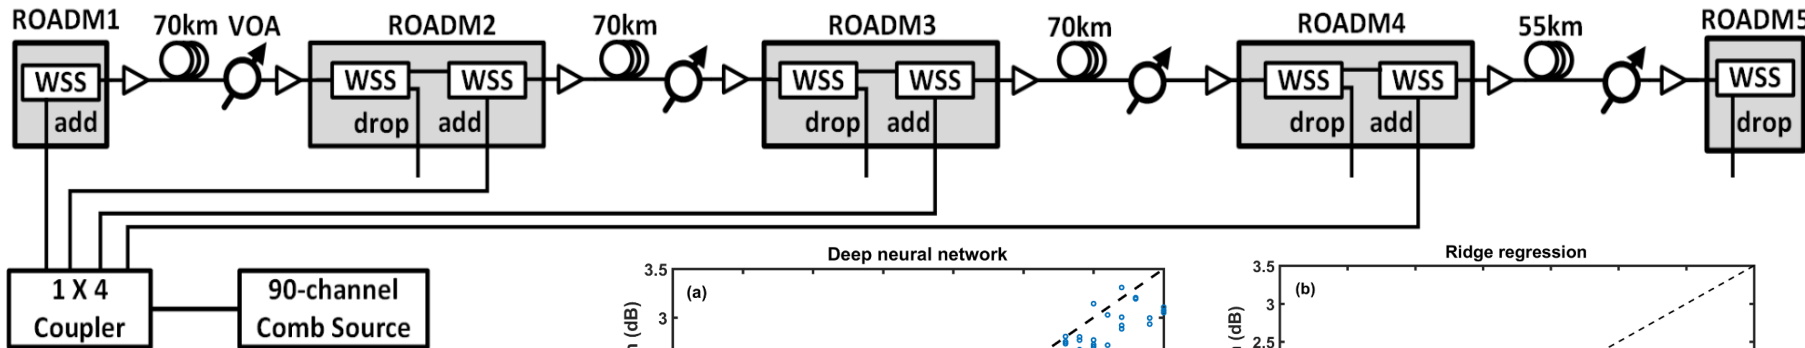 ROADM1 70km VOA ROADM2 70km ROADM3 70km ROADM4 55km ROADM5
WSS WSS WSS WSS WSS WSS WSS WSS
add drop add drop add drop add drop
Deep neural network Ridge regression
1 X 4
Coupler
90-channel
Comb Source
3.5
(a)
3
(dB)
3.5
(b)
3
2.5
(dB)